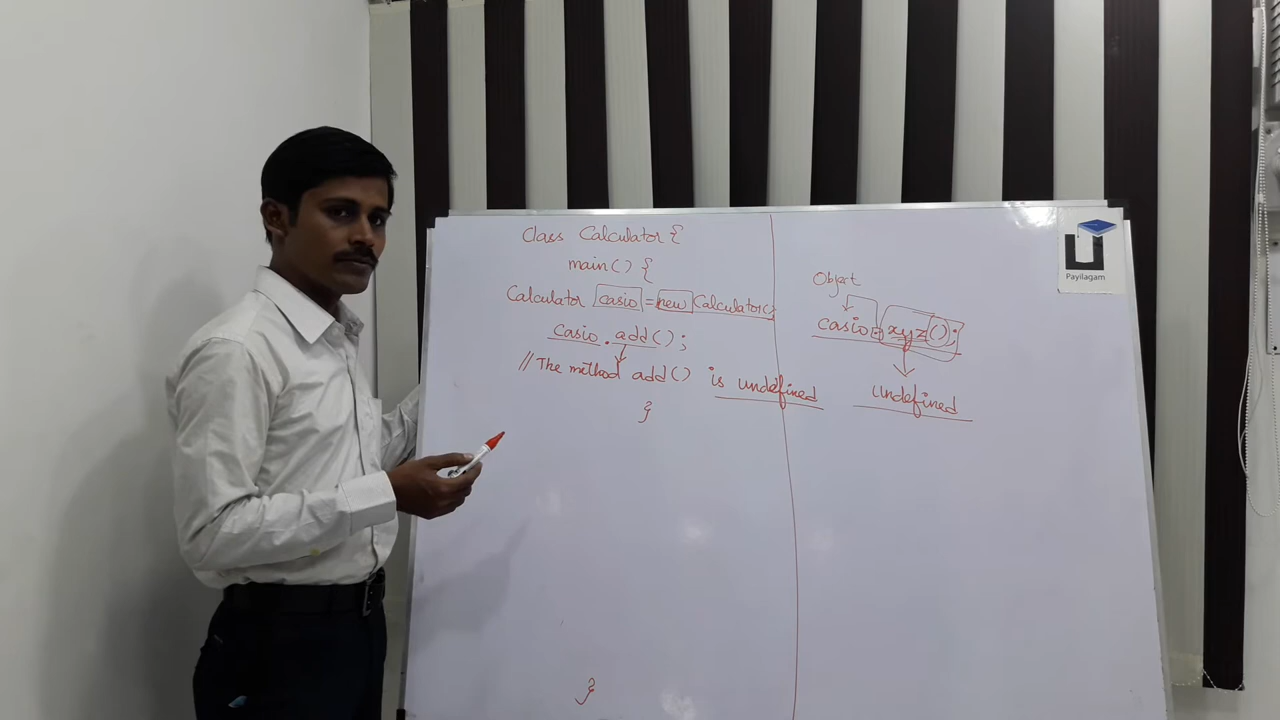 Class Calculator {
main() {
Calculator casio = new Calculator();
casio.add();
// The method add() is undefined
}
}
Object
casio.xyz();
undefined
Payilagam